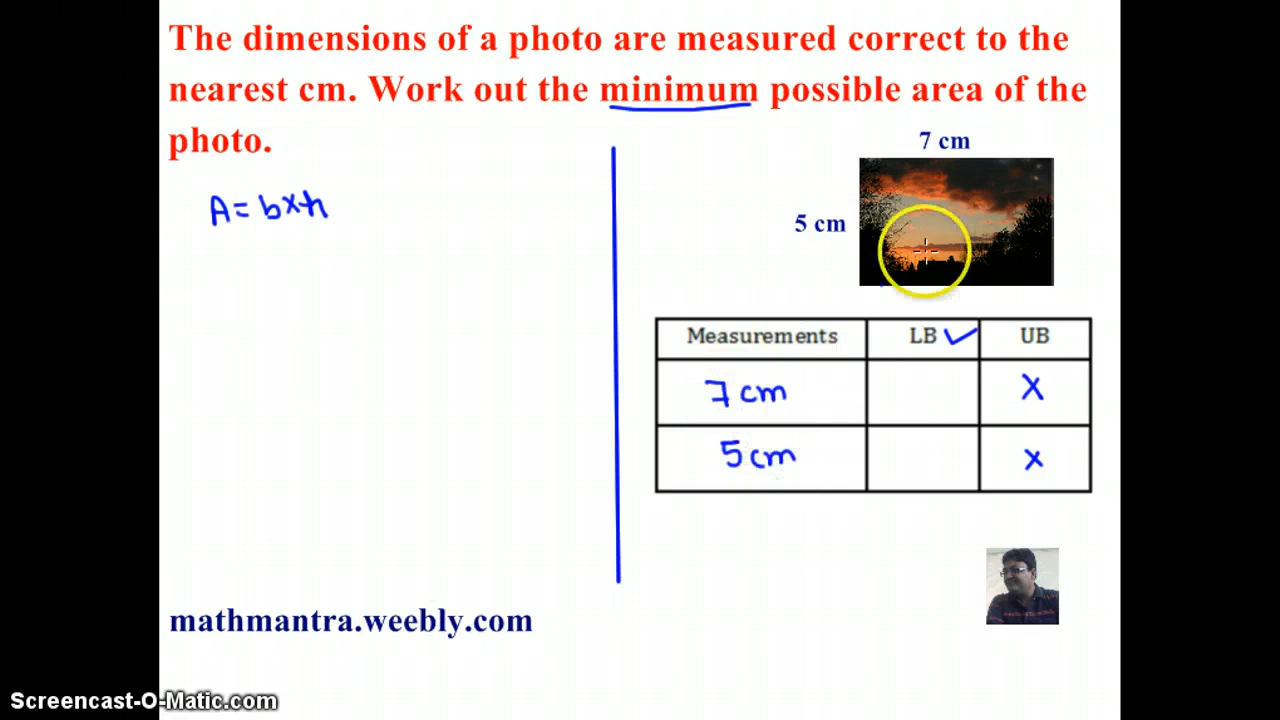 The dimensions of a photo are measured correct to the
nearest cm. Work out the minimum possible area of the
photo.
A = b x h
7 cm
5 cm
Measurements LB ✓ UB
7 cm X
5 cm x
mathmantra.weebly.com
Screencast-O-Matic.com